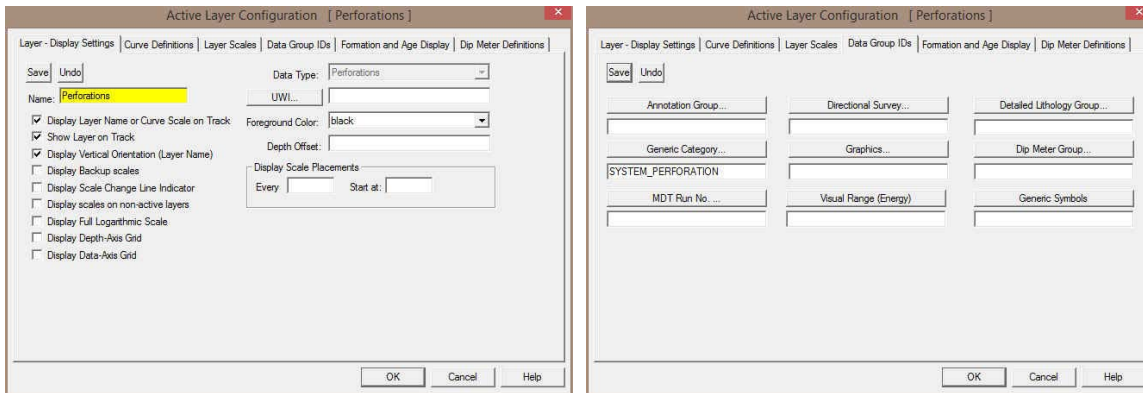 Active Layer Configuration [ Perforations ]
Layer - Display Settings Curve Definitions Layer Scales Data Group IDs Formation and Age Display Dip Meter Definitions
Save Undo
Data Type: Perforations
Name: Perforations
UWI...
Display Layer Name or Curve Scale on Track
Foreground Color: black
Show Layer on Track
Depth Offset:
Display Vertical Orientation (Layer Name)
Display Backup scales
Display Scale Placements
Display Scale Change Line Indicator
Every Start at:
Display scales on non-active layers
Display Full Logarithmic Scale
Display Depth-Axis Grid
Display Data-Axis Grid
OK Cancel Help
Active Layer Configuration [ Perforations ]
Layer - Display Settings Curve Definitions Layer Scales Data Group IDs Formation and Age Display Dip Meter Definitions
Save Undo
Annotation Group... Directional Survey... Detailed Lithology Group...
Generic Category... Graphics... Dip Meter Group...
SYSTEM_PERFORATION
MDT Run No. ... Visual Range (Energy) Generic Symbols
OK Cancel Help